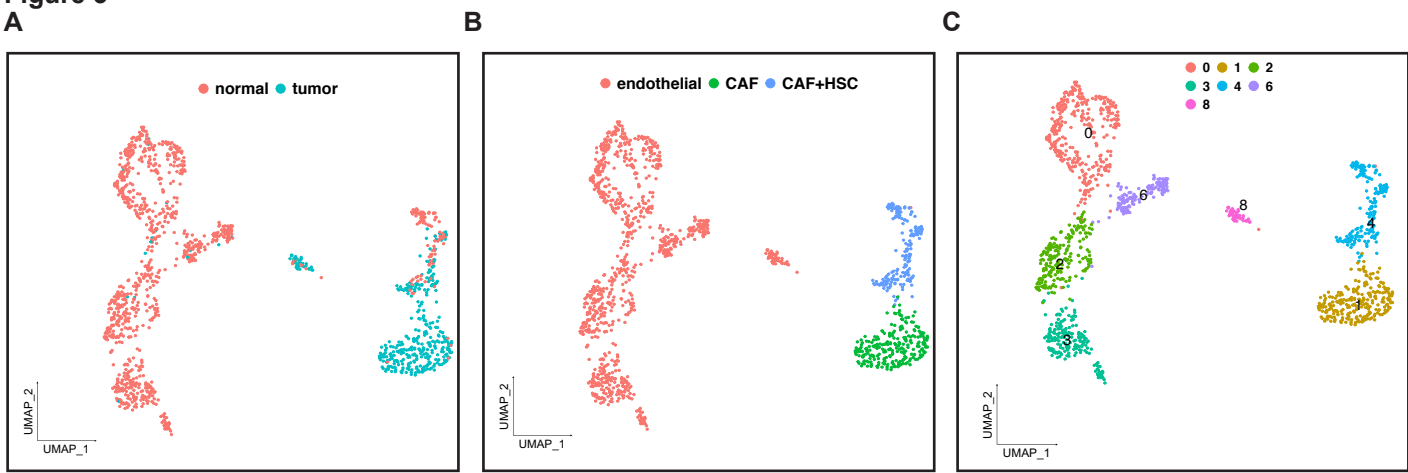 A
B
C
normal tumor
endothelial CAF CAF+HSC
0 1 2
3 4 6
8
0
6
8
4
2
1
3
UMAP_2
UMAP_1
UMAP_2
UMAP_1
UMAP_2
UMAP_1